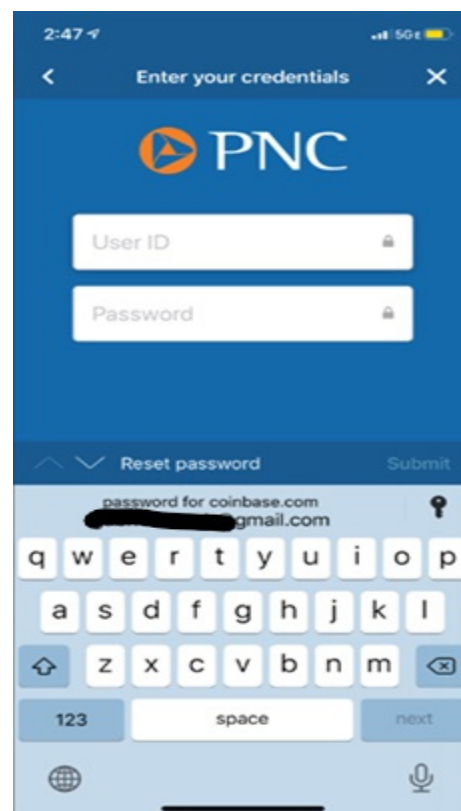 2:47 5GE
Enter your credentials
PNC
User ID
Password
Reset password Submit
password for coinbase.com
@gmail.com
q w e r t y u i o p
a s d f g h j k l
z x c v b n m
123 space next